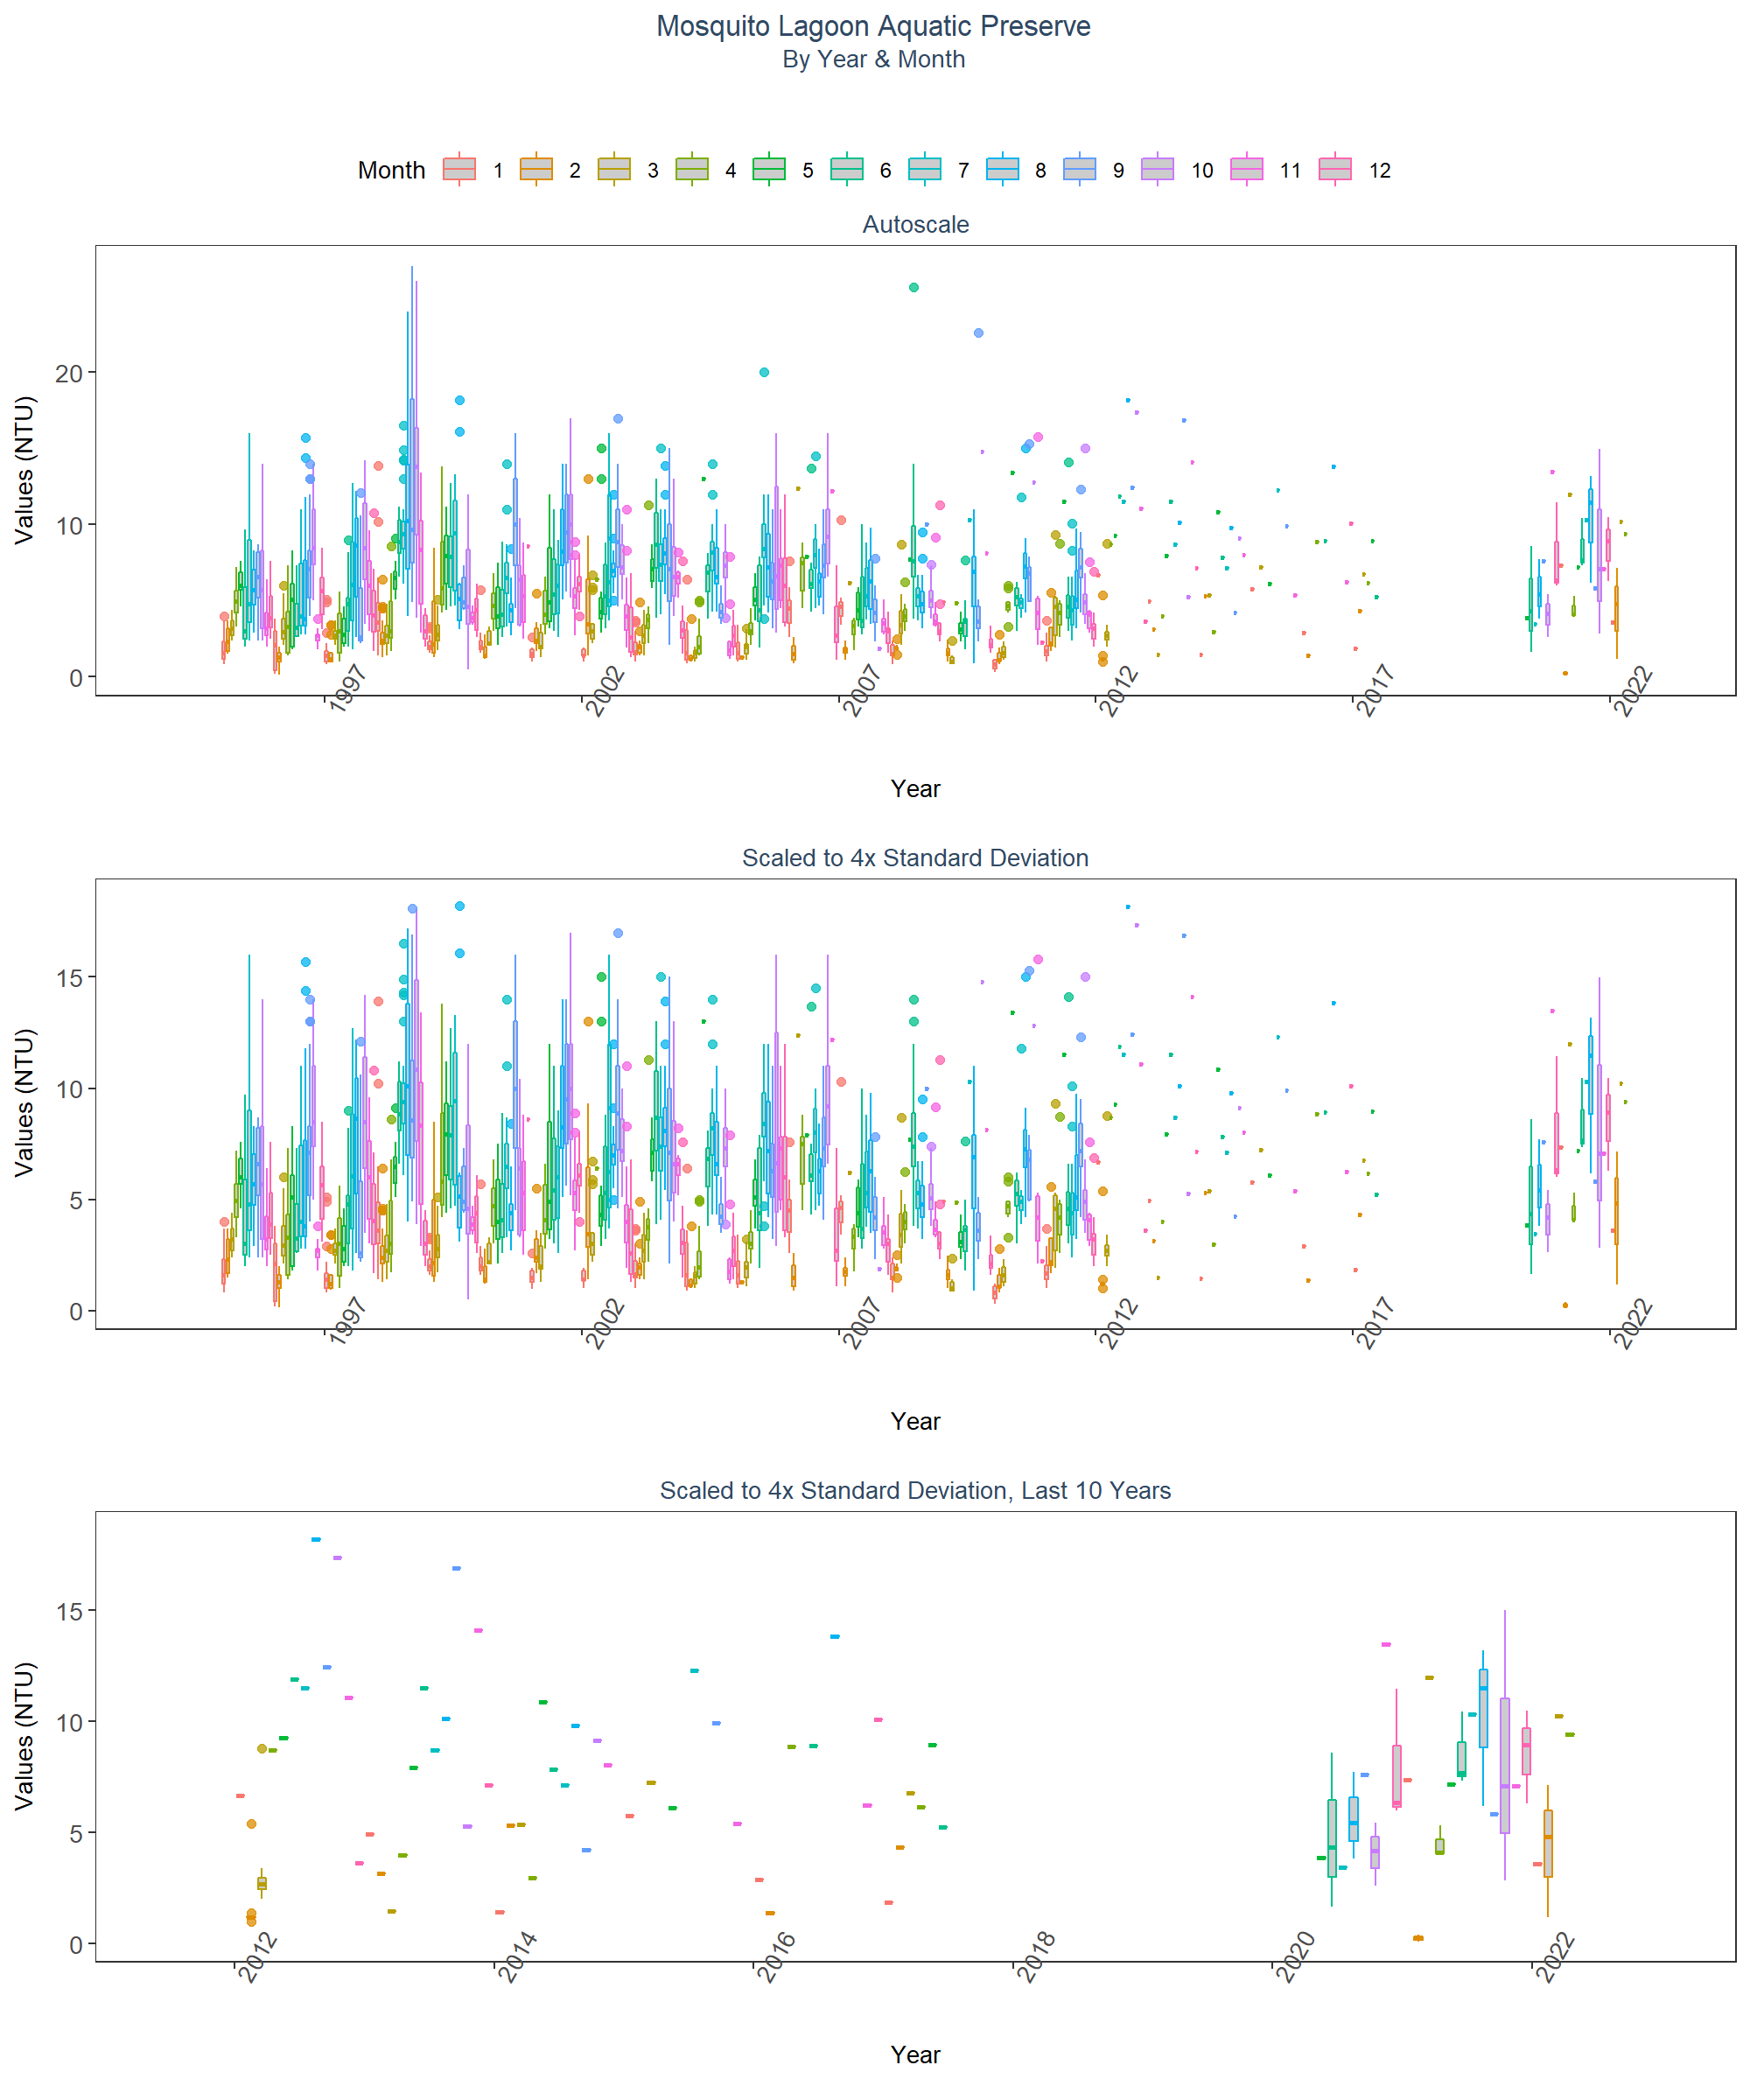 Mosquito Lagoon Aquatic Preserve
By Year & Month
Month 1 2 3 4 5 6 7 8 9 10 11 12
Autoscale
Values (NTU)
20
10
0
1997 2002 2007 2012 2017 2022
Year
Scaled to 4x Standard Deviation
Values (NTU)
15
10
5
0
1997 2002 2007 2012 2017 2022
Year
Scaled to 4x Standard Deviation, Last 10 Years
Values (NTU)
15
10
5
0
2012 2014 2016 2018 2020 2022
Year